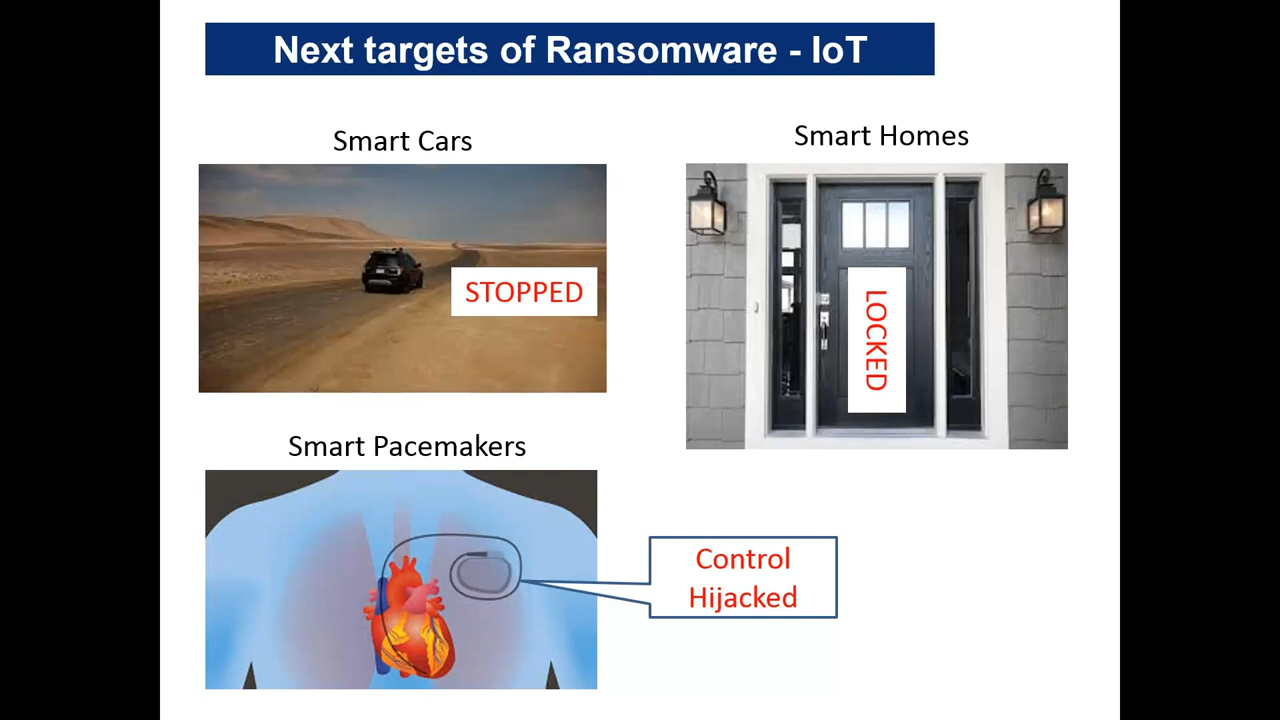 Next targets of Ransomware - IoT
Smart Cars
STOPPED
Smart Homes
LOCKED
Smart Pacemakers
Control
Hijacked